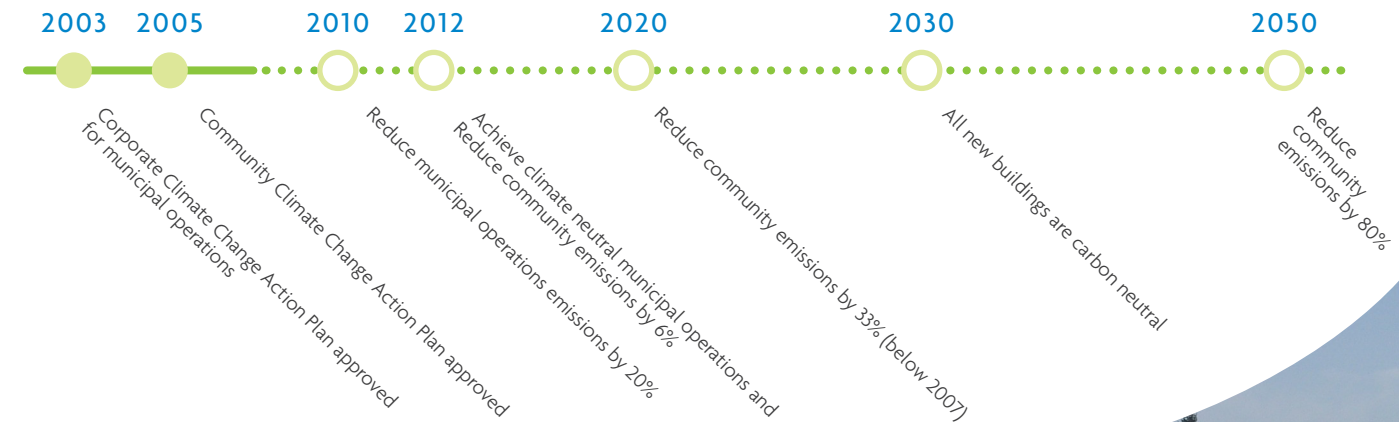 2003
2005
2010
2012
2020
2030
2050
Corporate Climate Change Action Plan approved
for municipal operations
Community Climate Change Action Plan approved
Reduce municipal operations emissions by 20%
Achieve climate neutral municipal operations and
Reduce community emissions by 6%
Reduce community emissions by 33% (below 2007)
All new buildings are carbon neutral
Reduce
community
emissions by 80%